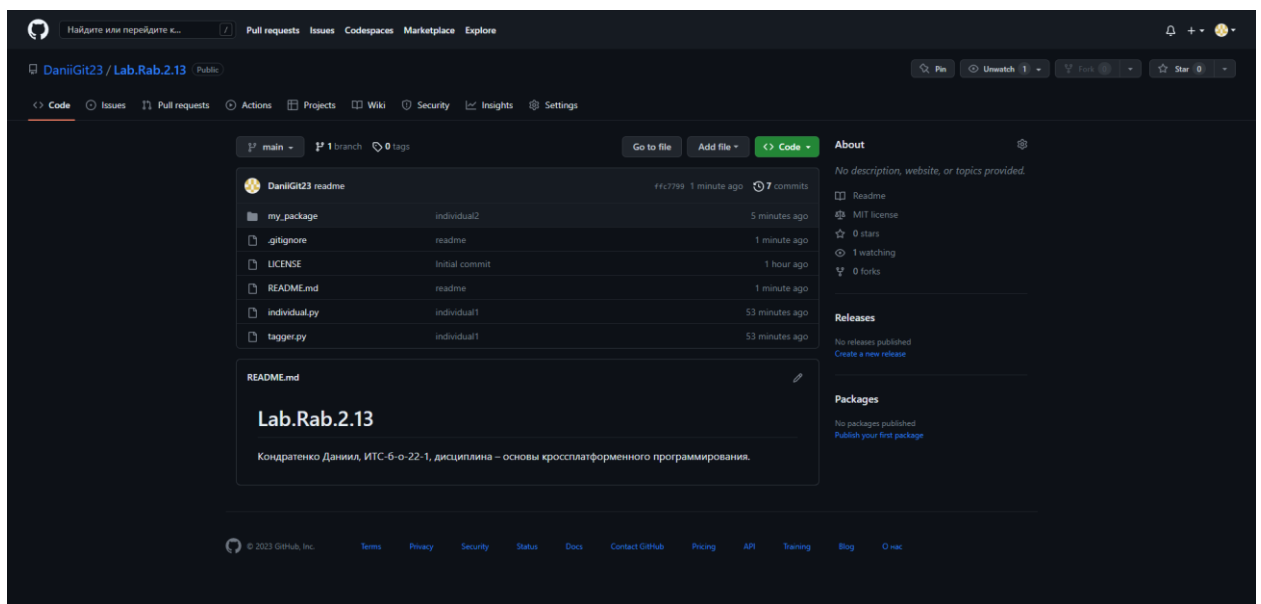 Найдите или перейдите к... / Pull requests Issues Codespaces Marketplace Explore
DaniiGit23 / Lab.Rab.2.13 Public Pin Unwatch 1 Fork 0 Star 0
Code Issues Pull requests Actions Projects Wiki Security Insights Settings
main 1 branch 0 tags Go to file Add file Code
About
No description, website, or topics provided.
Readme
MIT license
0 stars
1 watching
0 forks
DaniiGit23 readme ffc7799 1 minute ago 7 commits
my_package individual2 5 minutes ago
.gitignore readme 1 minute ago
LICENSE Initial commit 1 hour ago
README.md readme 1 minute ago
individual.py individual1 53 minutes ago
tagger.py individual1 53 minutes ago
Releases
No releases published
Create a new release
Packages
No packages published
Publish your first package
README.md
Lab.Rab.2.13
Кондратенко Даниил, ИТС-б-о-22-1, дисциплина – основы кроссплатформенного программирования.
© 2023 GitHub, Inc. Terms Privacy Security Status Docs Contact GitHub Pricing API Training Blog О нас